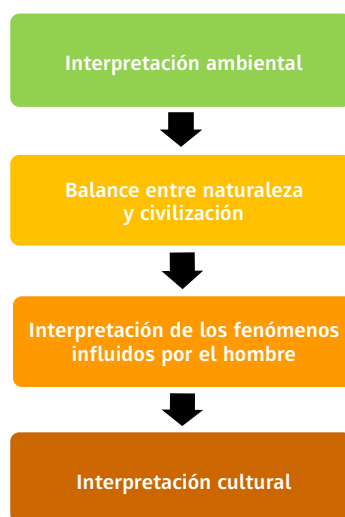 Interpretación ambiental
Balance entre naturaleza
y civilización
Interpretación de los fenómenos
influidos por el hombre
Interpretación cultural